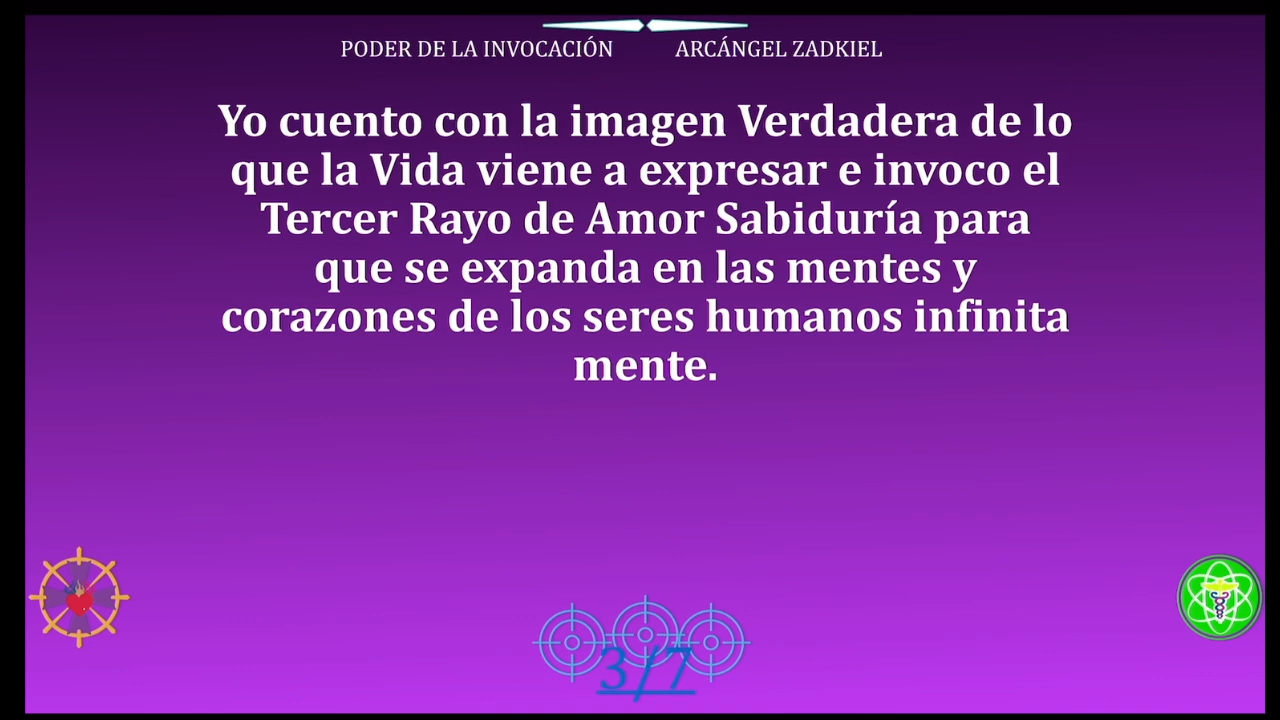 PODER DE LA INVOCACIÓN ARCÁNGEL ZADKIEL
Yo cuento con la imagen Verdadera de lo
que la Vida viene a expresar e invoco el
Tercer Rayo de Amor Sabiduría para
que se expanda en las mentes y
corazones de los seres humanos infinita
mente.
3/7